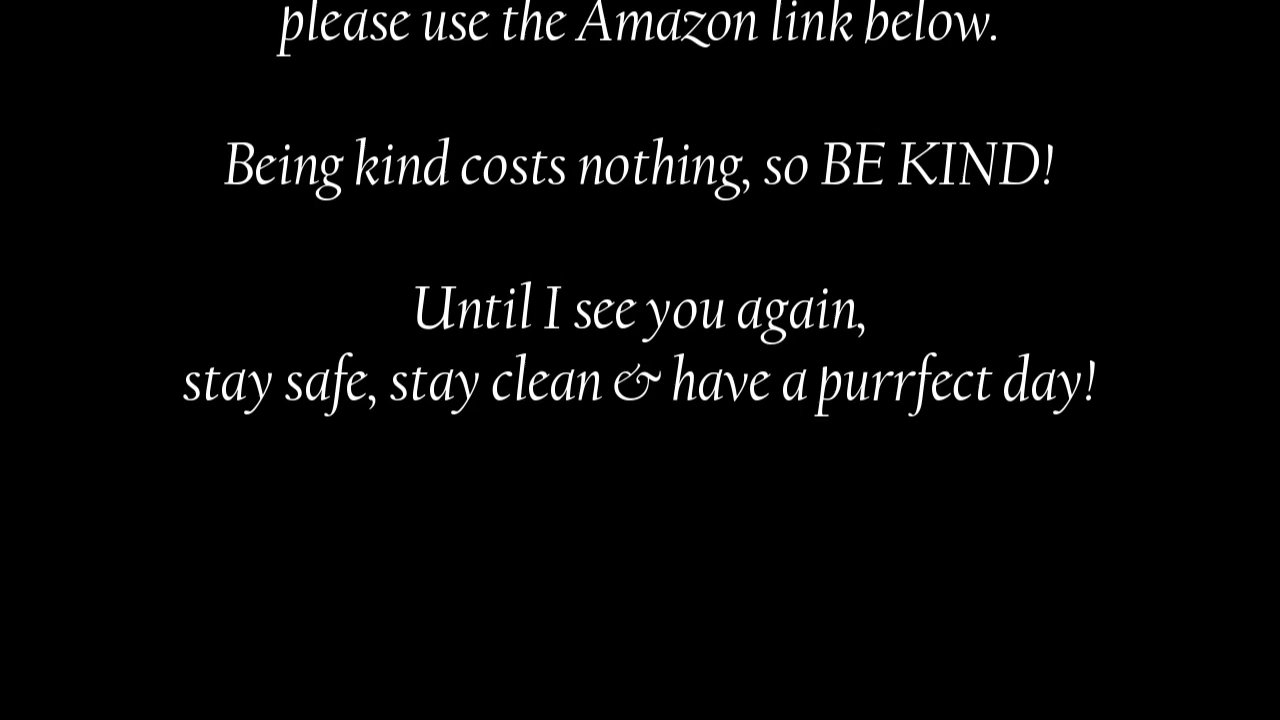 please use the Amazon link below.
Being kind costs nothing, so BE KIND!
Until I see you again,
stay safe, stay clean & have a purrfect day!